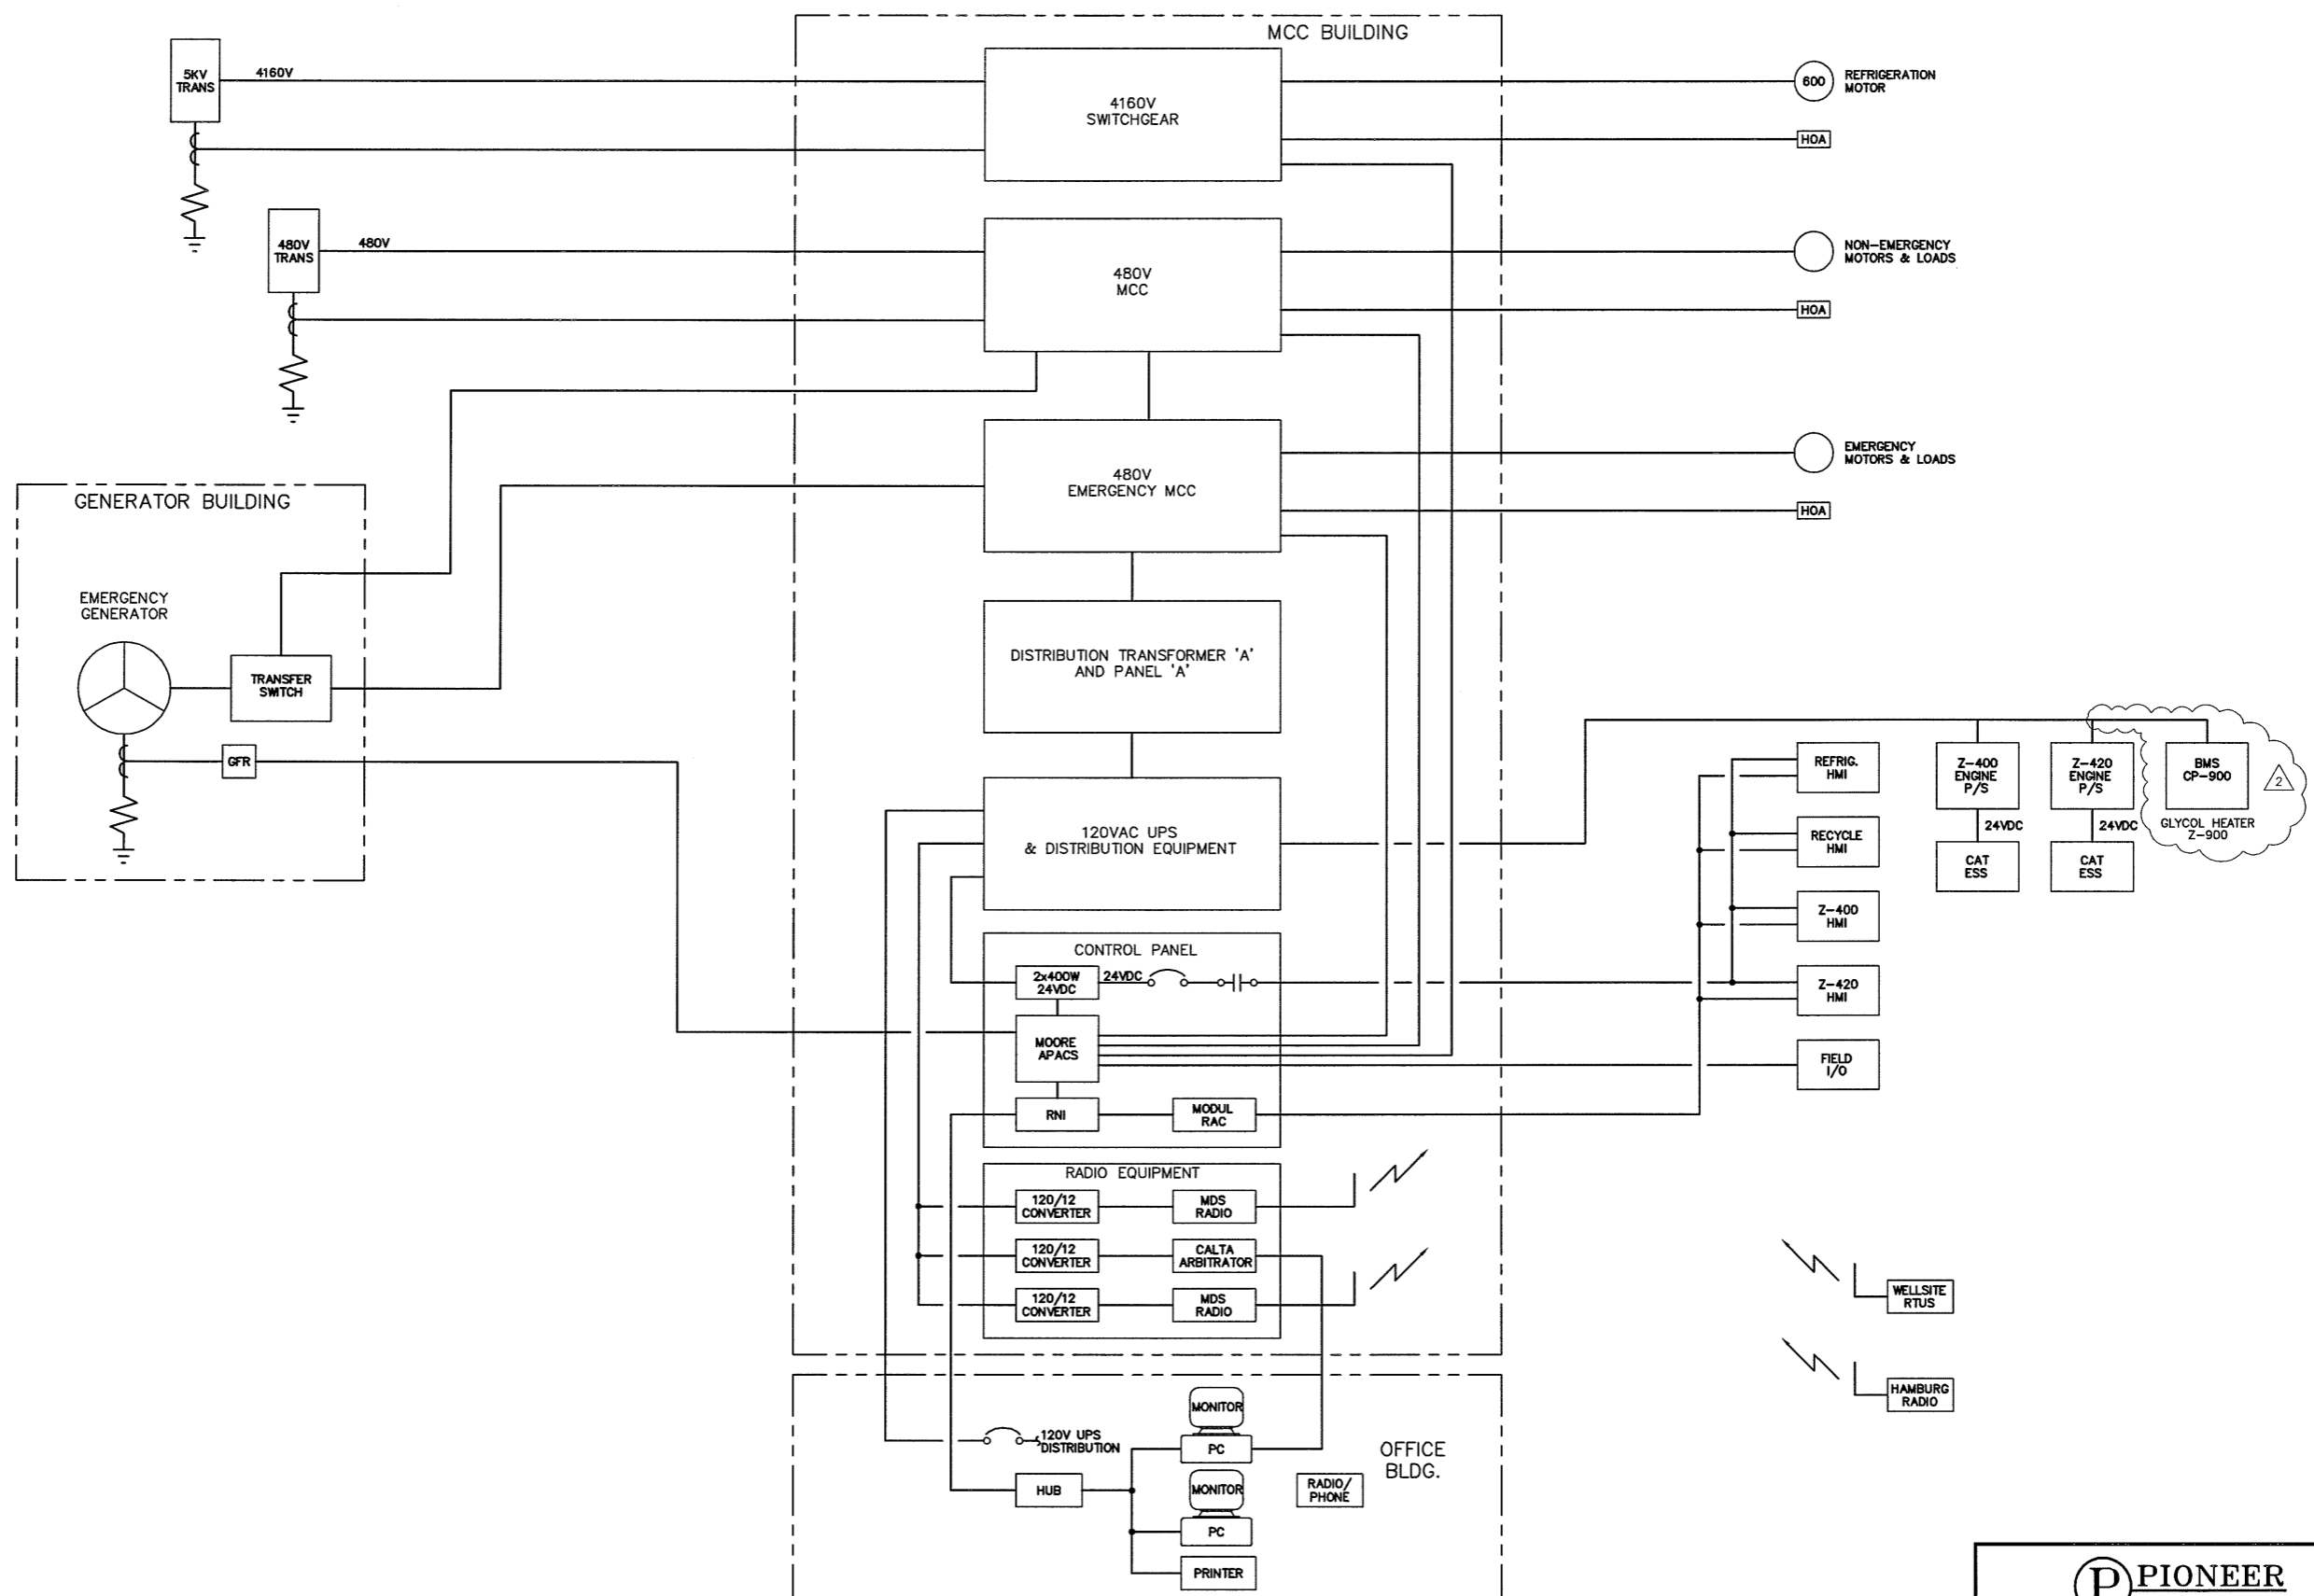 MCC BUILDING
5KV
TRANS
4160V
4160V
SWITCHGEAR
600
REFRIGERATION
MOTOR
HOA
480V
TRANS
480V
480V
MCC
NON-EMERGENCY
MOTORS & LOADS
HOA
480V
EMERGENCY MCC
EMERGENCY
MOTORS & LOADS
HOA
GENERATOR BUILDING
EMERGENCY
GENERATOR
TRANSFER
SWITCH
GFR
DISTRIBUTION TRANSFORMER 'A'
AND PANEL 'A'
120VAC UPS
& DISTRIBUTION EQUIPMENT
REFRIG.
HMI
RECYCLE
HMI
Z-400
HMI
Z-420
HMI
FIELD
I/O
Z-400
ENGINE
P/S
24VDC
CAT
ESS
Z-420
ENGINE
P/S
24VDC
CAT
ESS
BMS
CP-900
2
GLYCOL HEATER
Z-900
CONTROL PANEL
2x400W
24VDC
24VDC
MOORE
APACS
RNI
MODUL
RAC
RADIO EQUIPMENT
120/12
CONVERTER
MDS
RADIO
120/12
CONVERTER
CALTA
ARBITRATOR
120/12
CONVERTER
MDS
RADIO
WELLSITE
RTUS
HAMBURG
RADIO
OFFICE
BLDG.
120V UPS
DISTRIBUTION
HUB
MONITOR
PC
MONITOR
PC
PRINTER
RADIO/
PHONE
P PIONEER